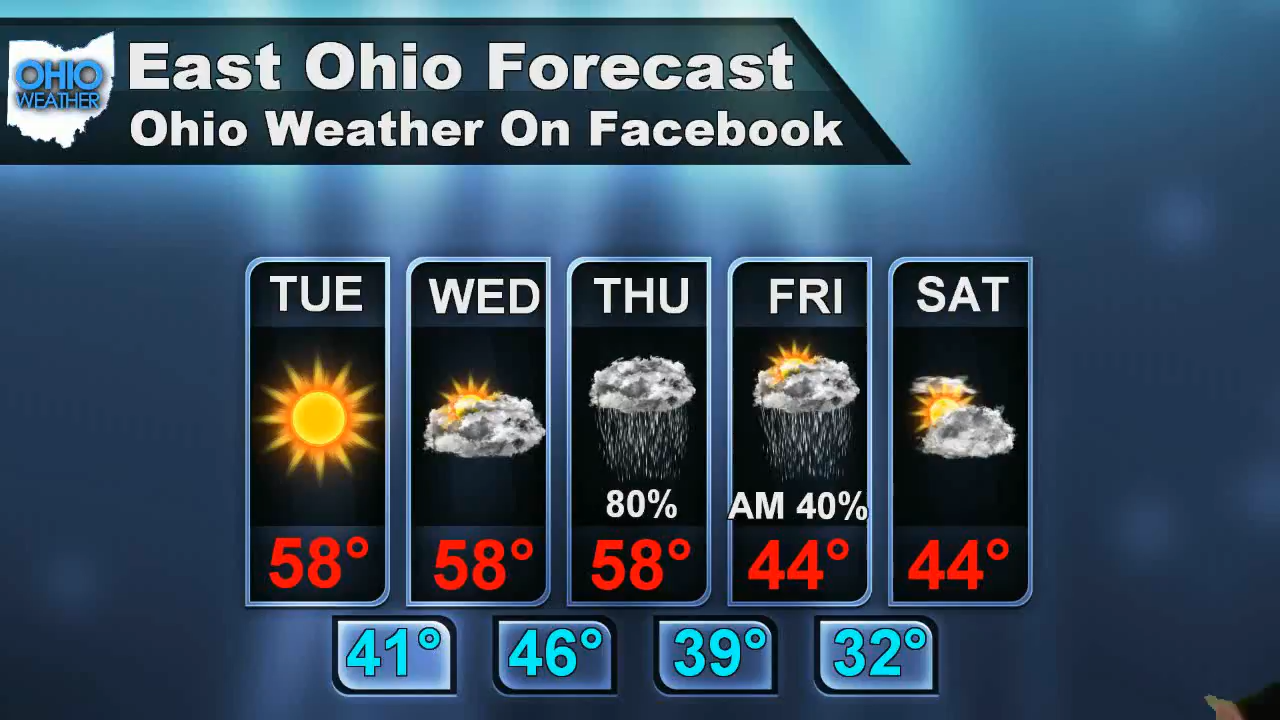 OHIO
WEATHER
East Ohio Forecast
Ohio Weather On Facebook
TUE WED THU FRI SAT
80% AM 40%
58° 58° 58° 44° 44°
41° 46° 39° 32°